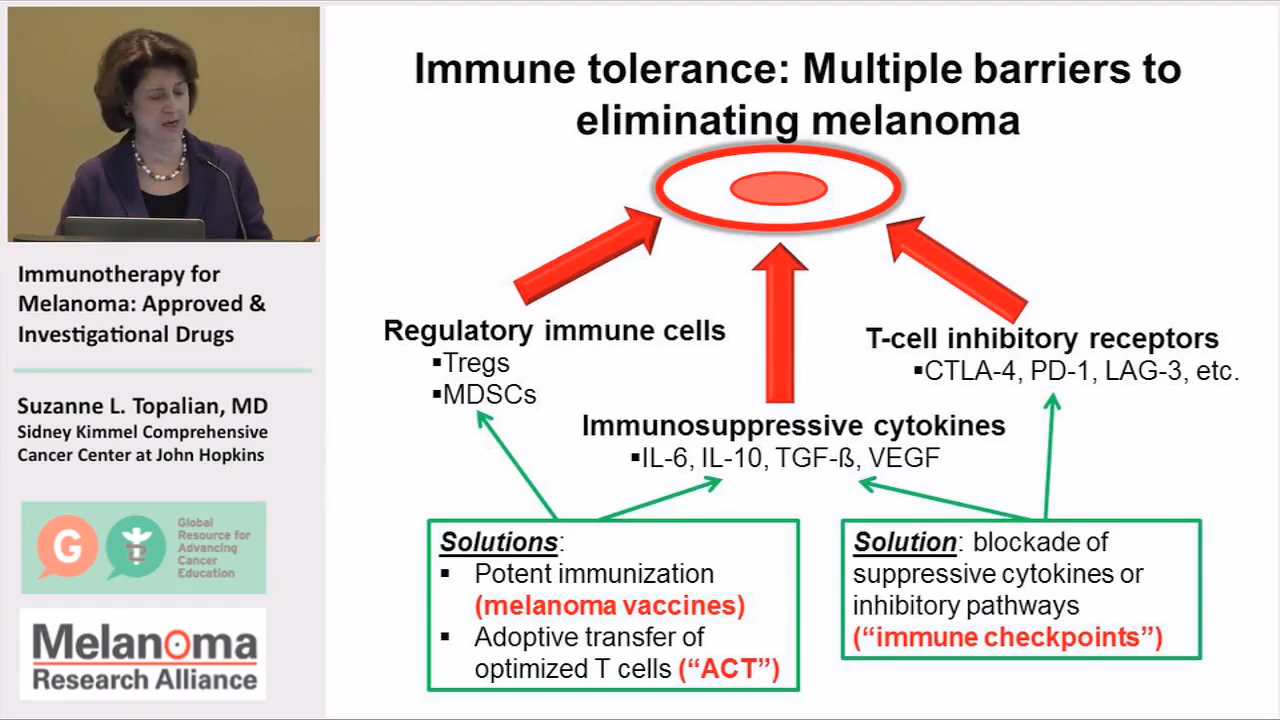 Immune tolerance: Multiple barriers to
eliminating melanoma
Regulatory immune cells
▪Tregs
▪MDSCs
T-cell inhibitory receptors
▪CTLA-4, PD-1, LAG-3, etc.
Immunosuppressive cytokines
▪IL-6, IL-10, TGF-ß, VEGF
Solutions:
▪ Potent immunization
(melanoma vaccines)
▪ Adoptive transfer of
optimized T cells (“ACT”)
Solution: blockade of
suppressive cytokines or
inhibitory pathways
(“immune checkpoints”)
Immunotherapy for
Melanoma: Approved &
Investigational Drugs
Suzanne L. Topalian, MD
Sidney Kimmel Comprehensive
Cancer Center at John Hopkins
G
Global
Resource for
Advancing
Cancer
Education
Melanoma
Research Alliance